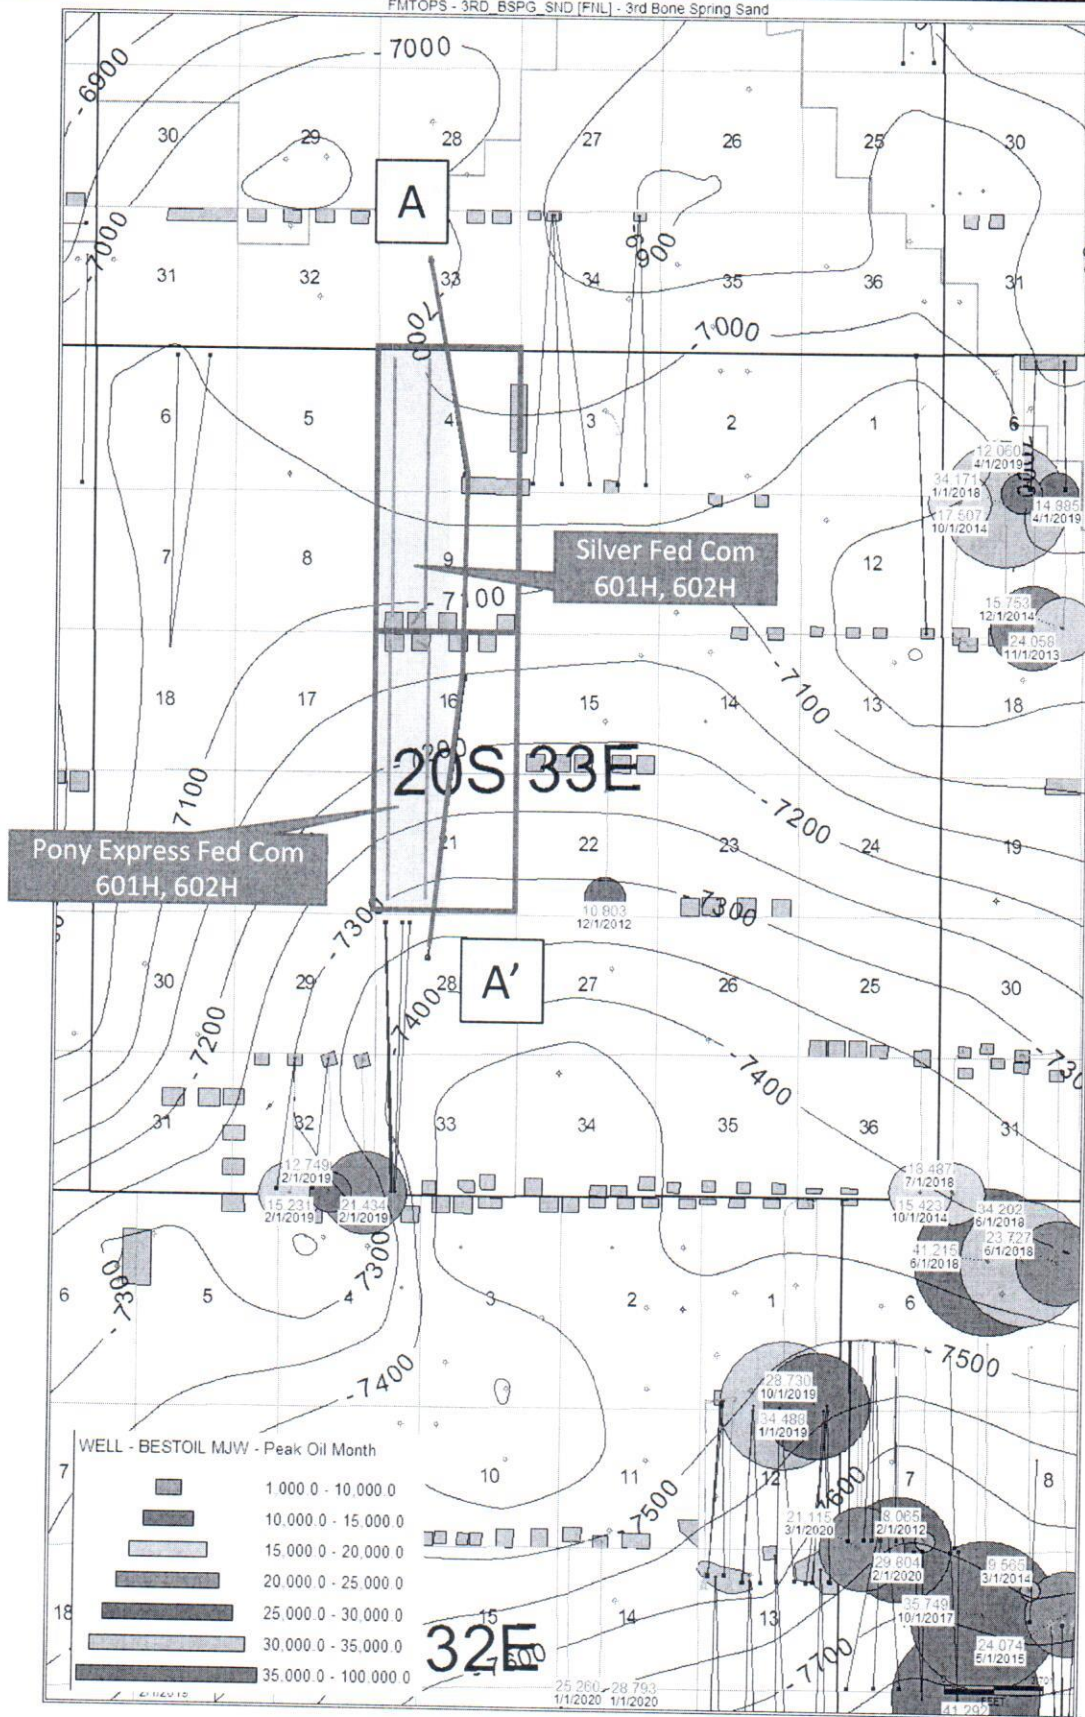 FMTOPS - 3RD_BSPG_SND [FNL] - 3rd Bone Spring Sand
-7000
-6900
30 29 28 27 26 25 30
A
-7000
-6900
31 32 33 34 35 36 31
-7000
-7000
6 5 4 3 2 1 6
12.060
4/1/2019
34.171
1/1/2018
14.885
4/1/2019
17.507
10/1/2014
7 8 9 12
Silver Fed Com
601H, 602H
-7100
15.753
12/1/2014
24.058
11/1/2013
18 17 16 15 14 13 18
-7100
20S 33E
7100
-7200
Pony Express Fed Com
601H, 602H
21 22 23 24 19
10.803
12/1/2012
-7300
-7300
30 29 28 27 26 25 30
A'
-7400
-7200
-7400
31 32 33 34 35 36 31
12.749
2/1/2019
15.231
2/1/2019
21.434
2/1/2019
18.487
7/1/2018
15.423
10/1/2014
34.202
6/1/2018
23.727
6/1/2018
41.215
6/1/2018
-7300
7300
6 5 4 3 2 1 6
-7400
-7500
28.730
10/1/2019
34.488
1/1/2019
WELL - BESTOIL MJW - Peak Oil Month
1,000.0 - 10,000.0
10,000.0 - 15,000.0
15,000.0 - 20,000.0
20,000.0 - 25,000.0
25,000.0 - 30,000.0
30,000.0 - 35,000.0
35,000.0 - 100,000.0
7 10 11 12 7 8
-7500
7600
21.115
3/1/2020
8.065
2/1/2012
29.804
2/1/2020
9.565
3/1/2014
35.749
10/1/2017
24.074
5/1/2015
18 15 14 13
32E
-7600
-7700
25.260
1/1/2020
28.793
1/1/2020
FEET
41.292